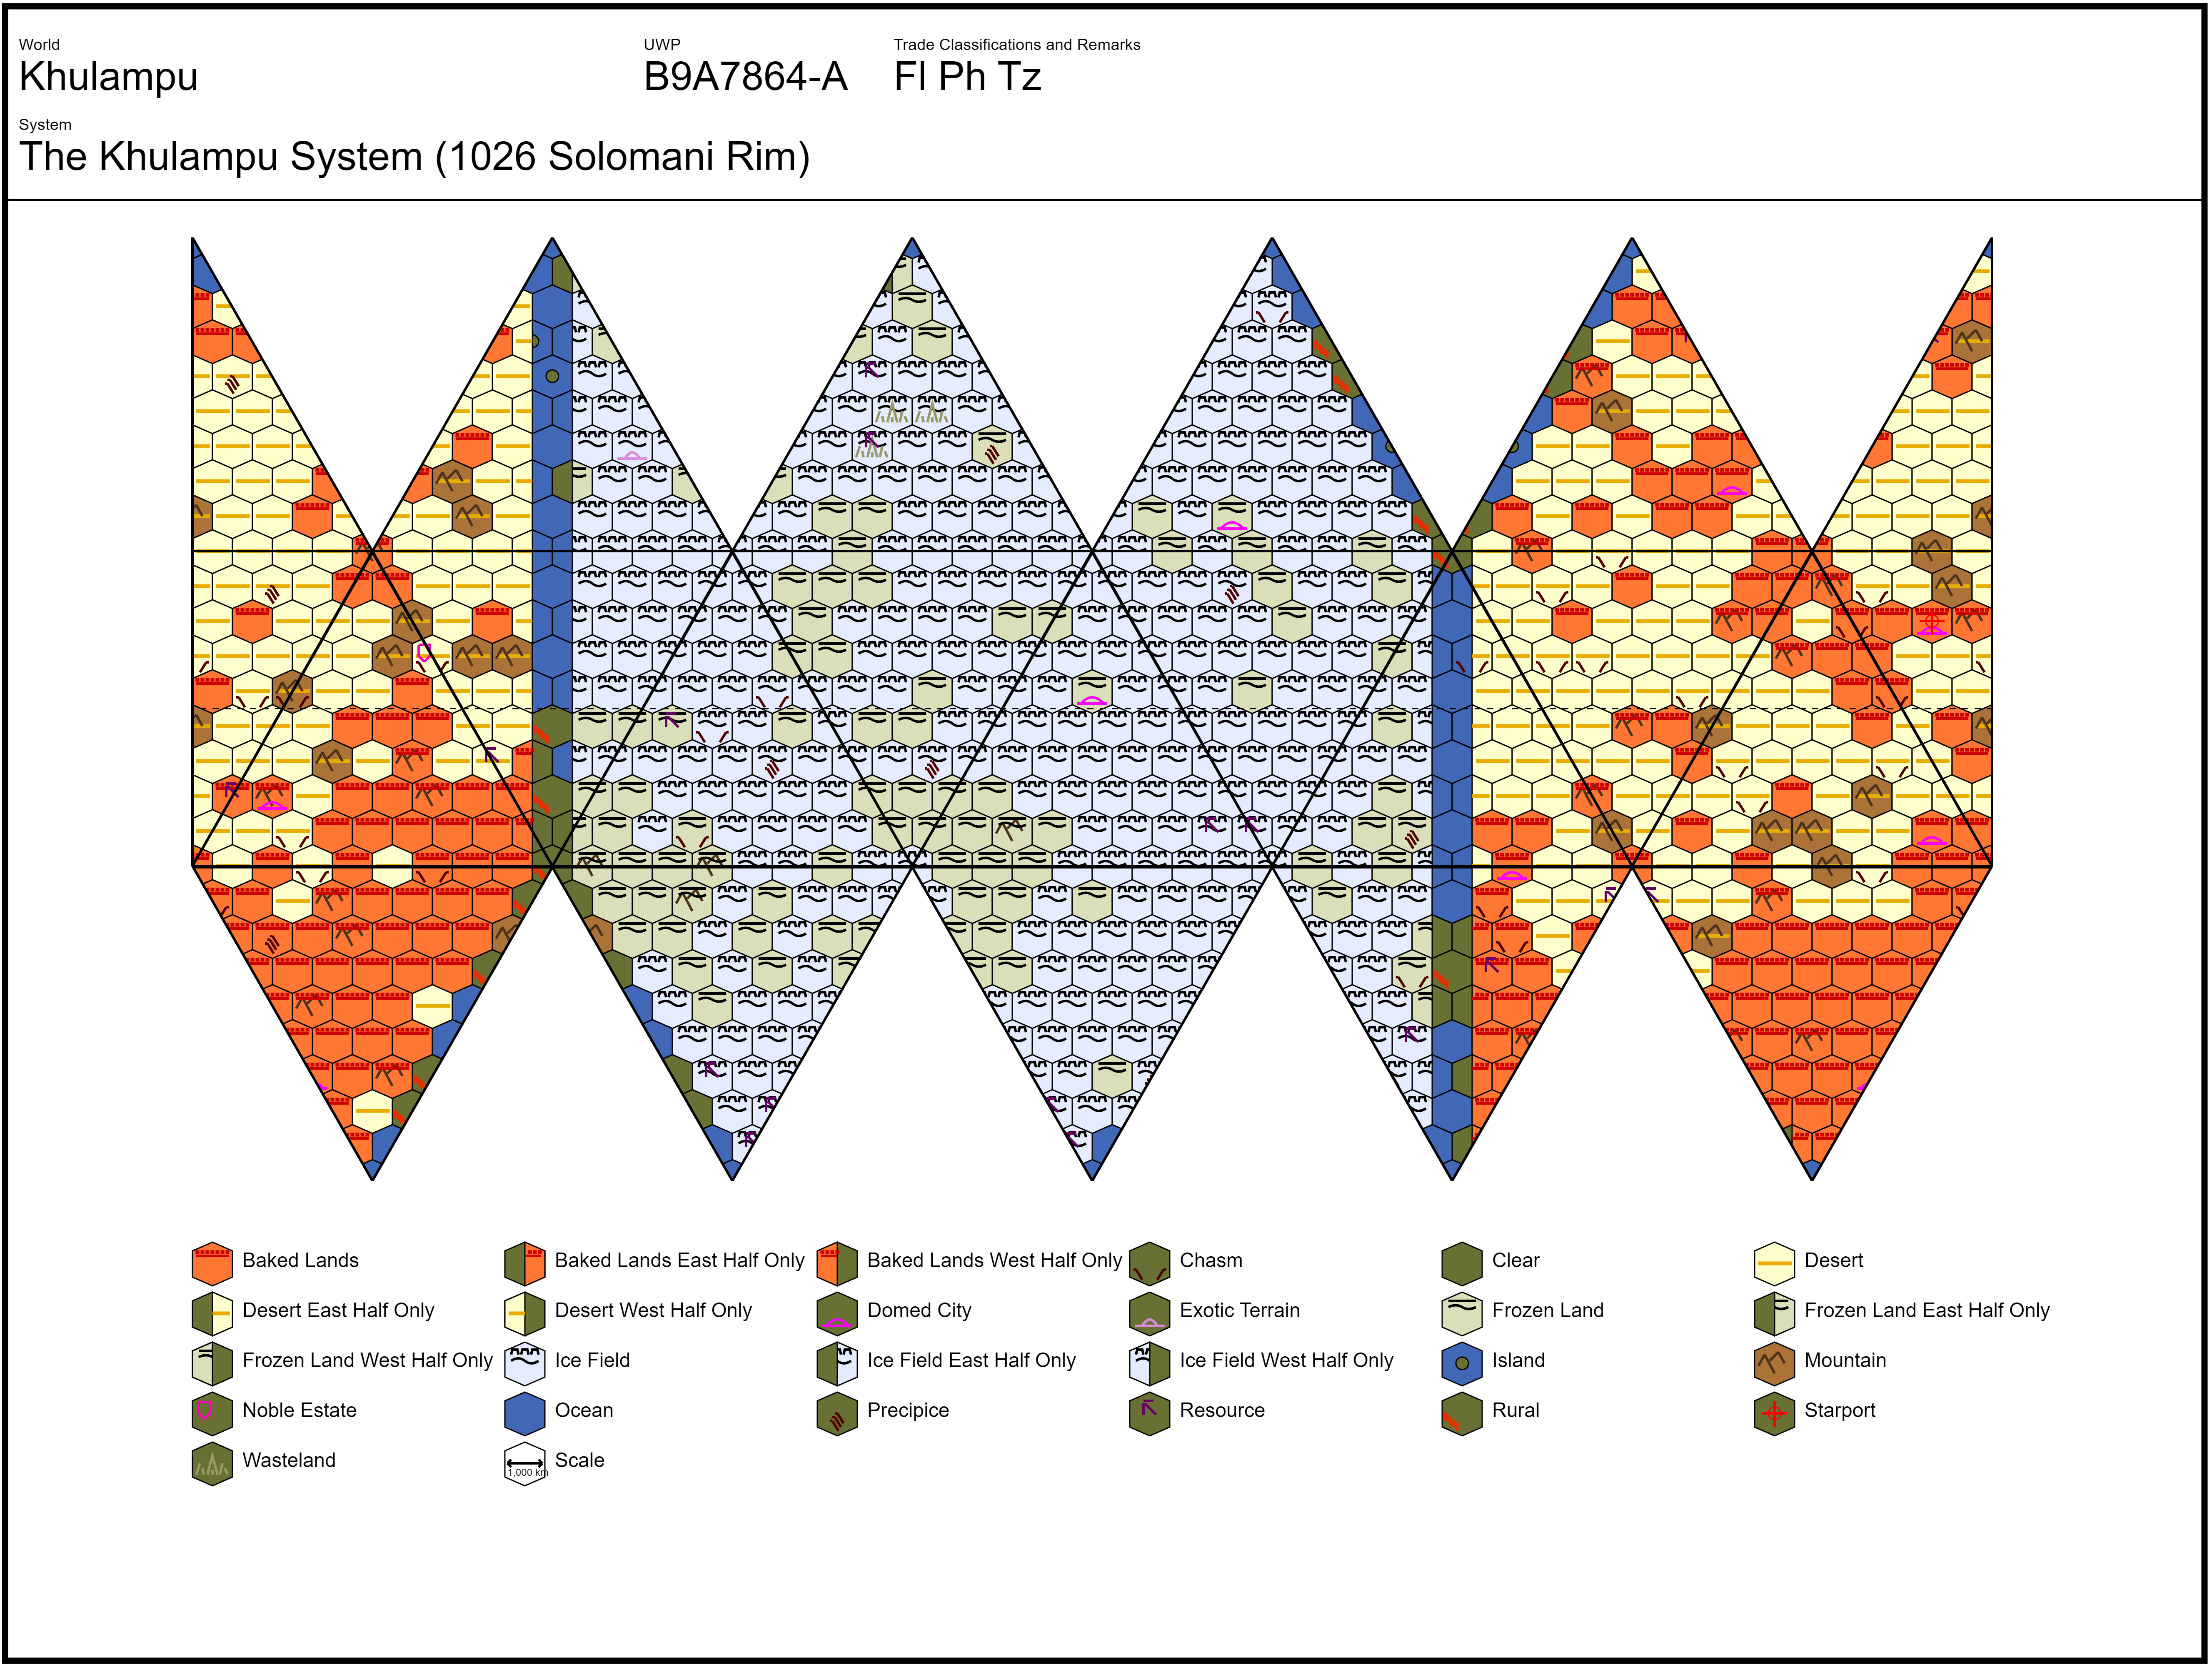 World
Khulampu
UWP
B9A7864-A
Trade Classifications and Remarks
Fl Ph Tz
System
The Khulampu System (1026 Solomani Rim)
Baked Lands
Baked Lands East Half Only
Baked Lands West Half Only
Chasm
Clear
Desert
Desert East Half Only
Desert West Half Only
Domed City
Exotic Terrain
Frozen Land
Frozen Land East Half Only
Frozen Land West Half Only
Ice Field
Ice Field East Half Only
Ice Field West Half Only
Island
Mountain
Noble Estate
Ocean
Precipice
Resource
Rural
Starport
Wasteland
1,000 km
Scale